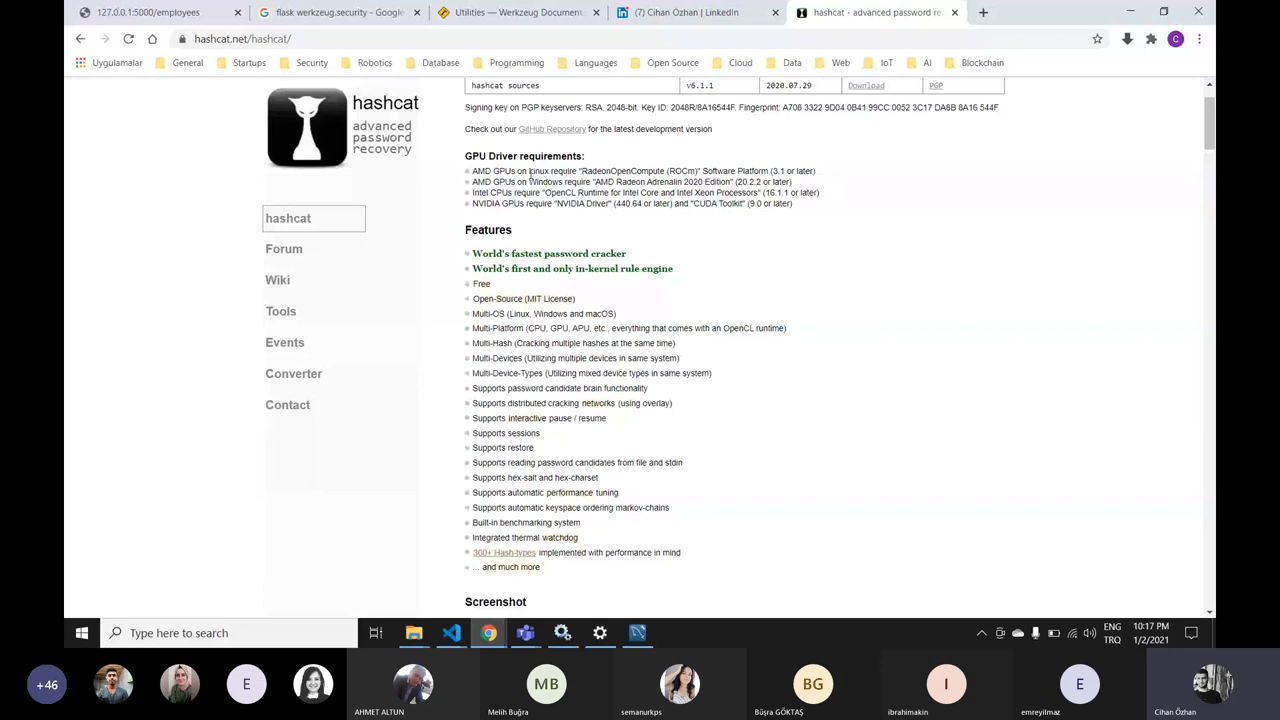 127.0.0.1:5000/employees
flask werkzeug.security - Google
Utilities — Werkzeug Document
(7) Cihan Özhan | LinkedIn
hashcat - advanced password re
hashcat.net/hashcat/
C
Uygulamalar General Startups Security Robotics Database Programming Languages Open Source Cloud Data Web IoT AI Blockchain
hashcat sources v6.1.1 2020.07.29 Download PGP
Signing key on PGP keyservers: RSA, 2048-bit. Key ID: 2048R/8A16544F. Fingerprint: A708 3322 9D04 0B41 99CC 0052 3C17 DA8B 8A16 544F
Check out our GitHub Repository for the latest development version
hashcat
advanced
password
recovery
hashcat
Forum
Wiki
Tools
Events
Converter
Contact
GPU Driver requirements:
AMD GPUs on Linux require "RadeonOpenCompute (ROCm)" Software Platform (3.1 or later)
AMD GPUs on Windows require "AMD Radeon Adrenalin 2020 Edition" (20.2.2 or later)
Intel CPUs require "OpenCL Runtime for Intel Core and Intel Xeon Processors" (16.1.1 or later)
NVIDIA GPUs require "NVIDIA Driver" (440.64 or later) and "CUDA Toolkit" (9.0 or later)
Features
World's fastest password cracker
World's first and only in-kernel rule engine
Free
Open-Source (MIT License)
Multi-OS (Linux, Windows and macOS)
Multi-Platform (CPU, GPU, APU, etc., everything that comes with an OpenCL runtime)
Multi-Hash (Cracking multiple hashes at the same time)
Multi-Devices (Utilizing multiple devices in same system)
Multi-Device-Types (Utilizing mixed device types in same system)
Supports password candidate brain functionality
Supports distributed cracking networks (using overlay)
Supports interactive pause / resume
Supports sessions
Supports restore
Supports reading password candidates from file and stdin
Supports hex-salt and hex-charset
Supports automatic performance tuning
Supports automatic keyspace ordering markov-chains
Built-in benchmarking system
Integrated thermal watchdog
300+ Hash-types implemented with performance in mind
... and much more
Screenshot
Type here to search
ENG
TRQ
10:17 PM
1/2/2021
+46
E
MB
BG
I
E
AHMET ALTUN
Melih Buğra
semanurkps
Büşra GÖKTAŞ
ibrahimakin
emreyilmaz
Cihan Özhan